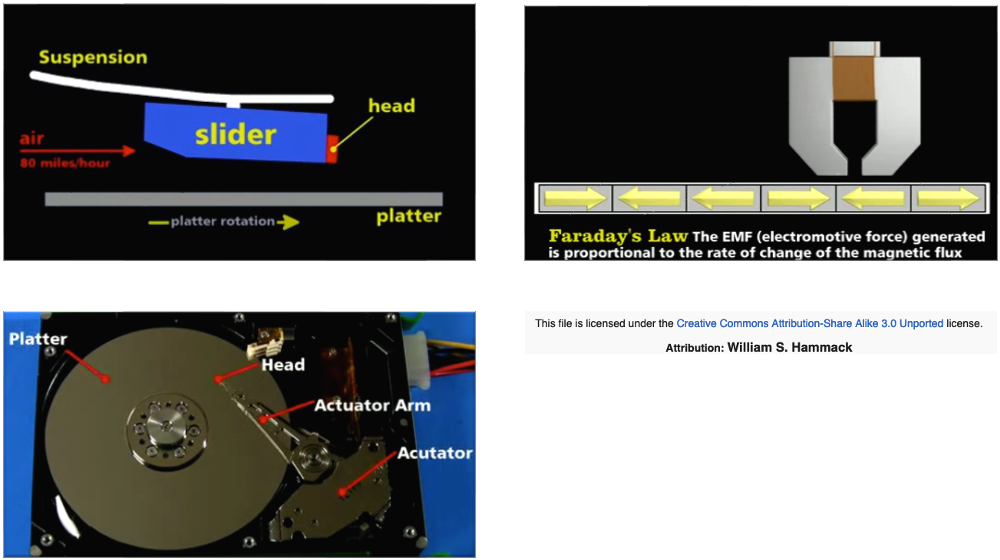 Suspension
slider
head
air
80 miles/hour
platter rotation
platter
Faraday's Law The EMF (electromotive force) generated
is proportional to the rate of change of the magnetic flux
Platter
Head
Actuator Arm
Acutator
This file is licensed under the Creative Commons Attribution-Share Alike 3.0 Unported license.
Attribution: William S. Hammack